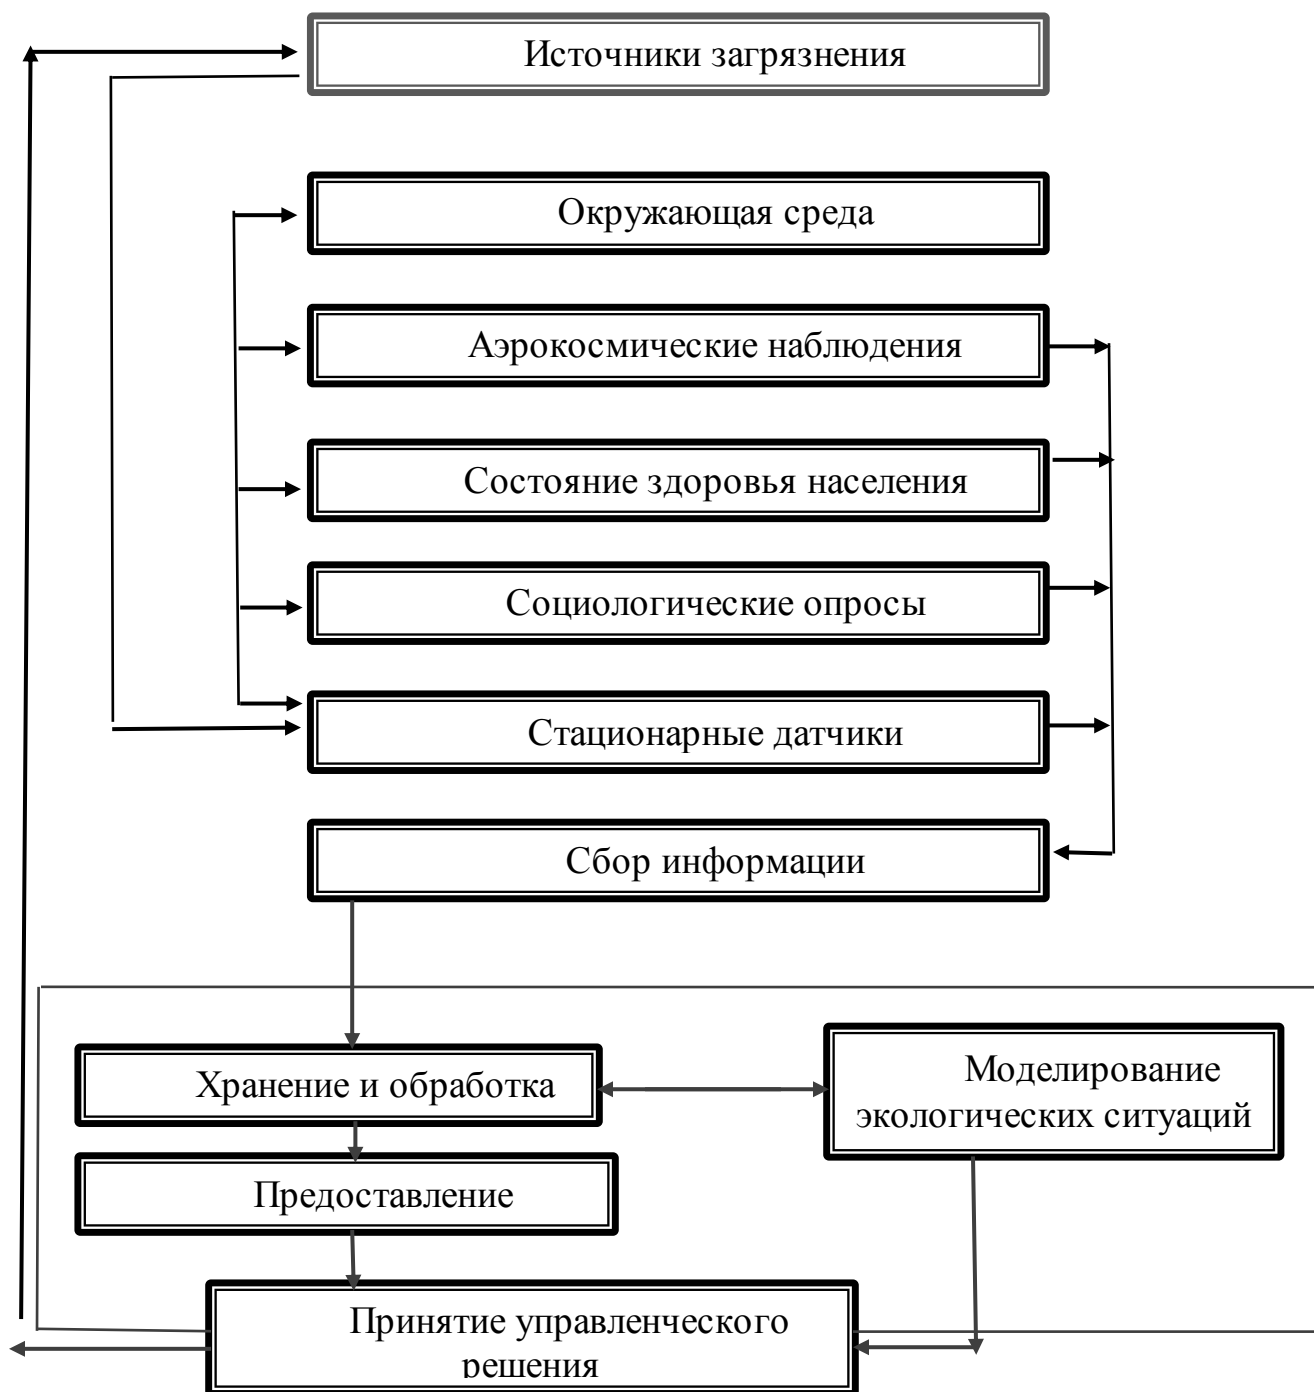 Источники загрязнения
Окружающая среда
Аэрокосмические наблюдения
Состояние здоровья населения
Социологические опросы
Стационарные датчики
Сбор информации
Хранение и обработка
Моделирование
экологических ситуаций
Предоставление
Принятие управленческого
решения